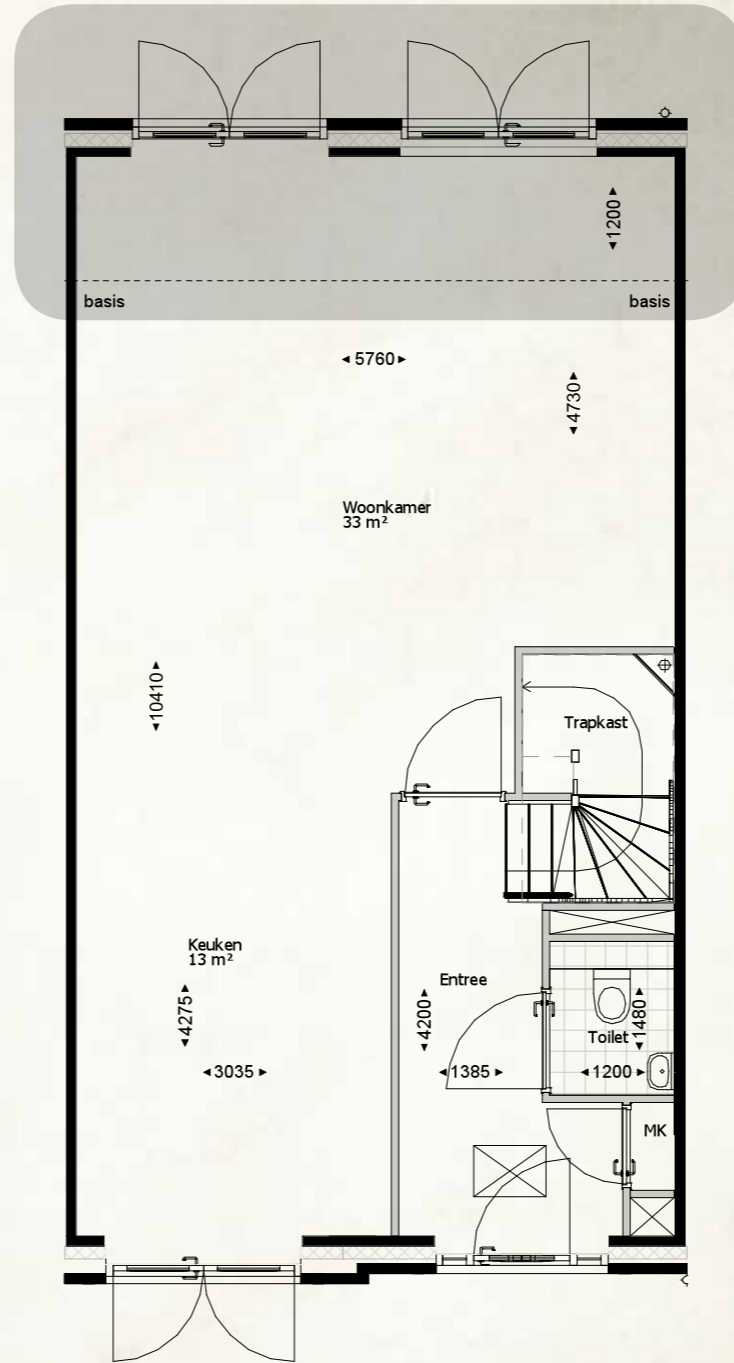 1200
basis
basis
5760
4730
Woonkamer
33 m²
10410
Trapkast
Keuken
13 m²
Entree
4275
4200
1480
Toilet
3035
1385
1200
MK